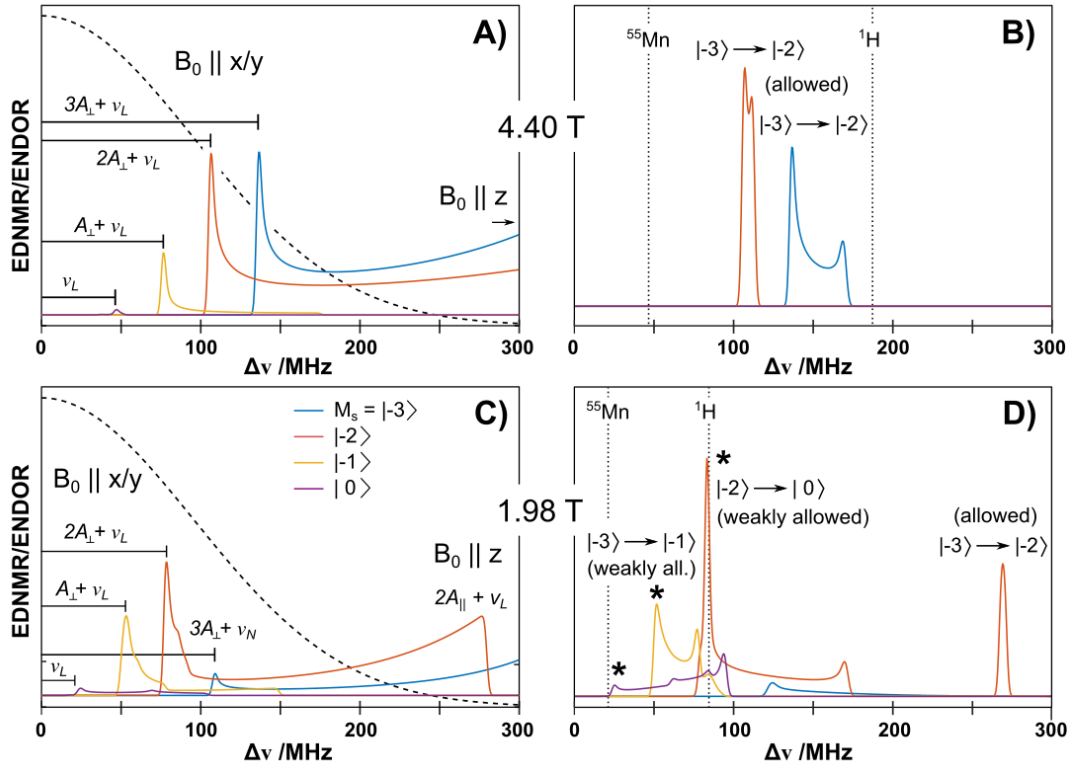 A)
B₀ || x/y
3A⊥+ νL
2A⊥+ νL
A⊥+ νL
νL
B₀ || z
EDNMR/ENDOR
0 100 200 300
Δν /MHz
4.40 T
B)
⁵⁵Mn
¹H
|-3⟩ → |-2⟩
(allowed)
|-3⟩ → |-2⟩
0 100 200 300
Δν /MHz
C)
Mₛ = |-3⟩
|-2⟩
|-1⟩
|0⟩
B₀ || x/y
2A⊥+ νL
A⊥+ νL
3A⊥+ νN
νL
B₀ || z
2A|| + νL
EDNMR/ENDOR
0 100 200 300
Δν /MHz
1.98 T
D)
⁵⁵Mn
¹H
*
|-2⟩ → |0⟩
(weakly allowed)
(allowed)
|-3⟩ → |-2⟩
|-3⟩ → |-1⟩
(weakly all.)
*
*
0 100 200 300
Δν /MHz